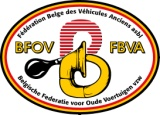 Fédération Belge des Véhicules Anciens asbl
BFOV FBVA
Belgische Federatie voor Oude Voertuigen vzw